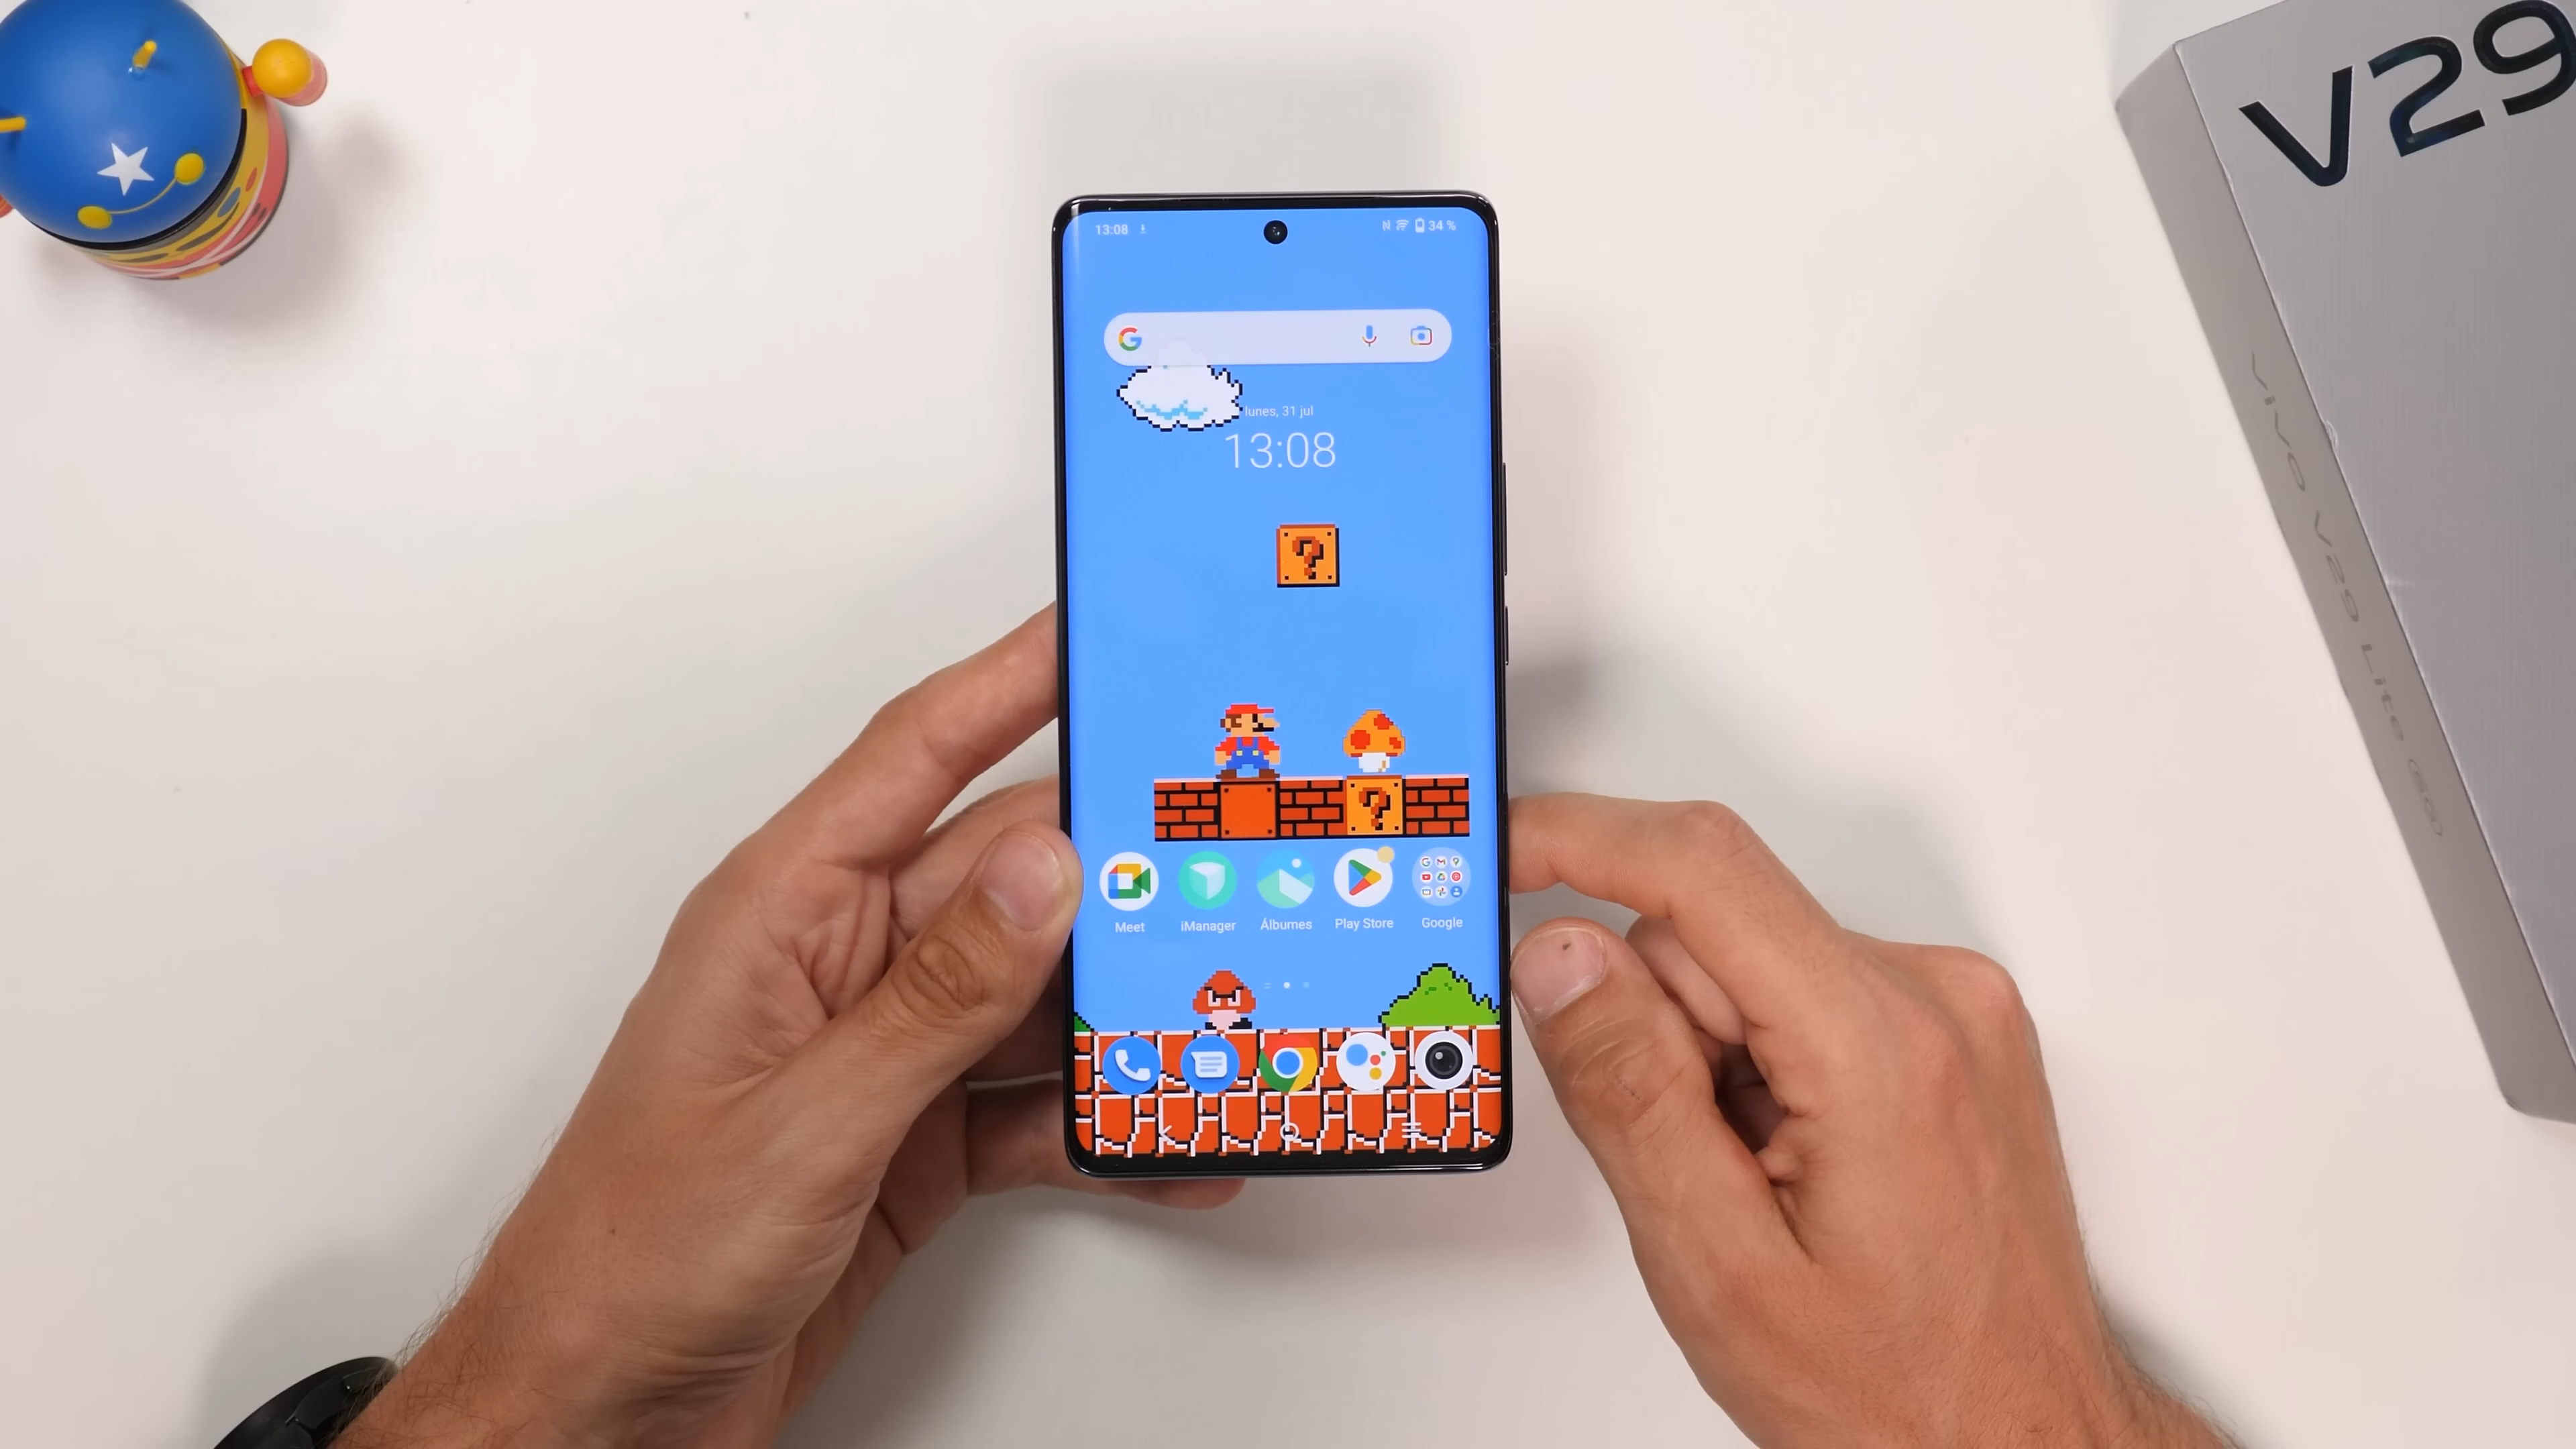 V29
vivo V29 Lite 5G
13:08
N 34 %
G
lunes, 31 jul
13:08
?
?
Meet
iManager
Álbumes
Play Store
Google